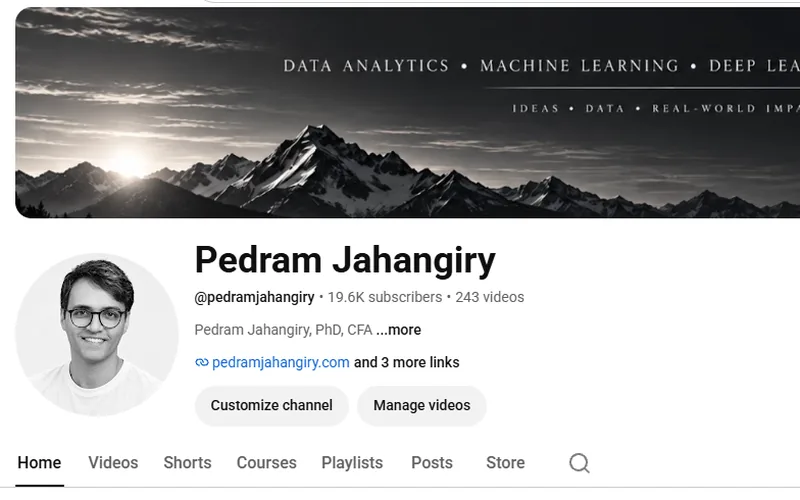 DATA ANALYTICS • MACHINE LEARNING • DEEP LEA
IDEAS • DATA • REAL-WORLD IMPA
Pedram Jahangiry
@pedramjahangiry • 19.6K subscribers • 243 videos
Pedram Jahangiry, PhD, CFA ...more
pedramjahangiry.com and 3 more links
Customize channel Manage videos
Home Videos Shorts Courses Playlists Posts Store